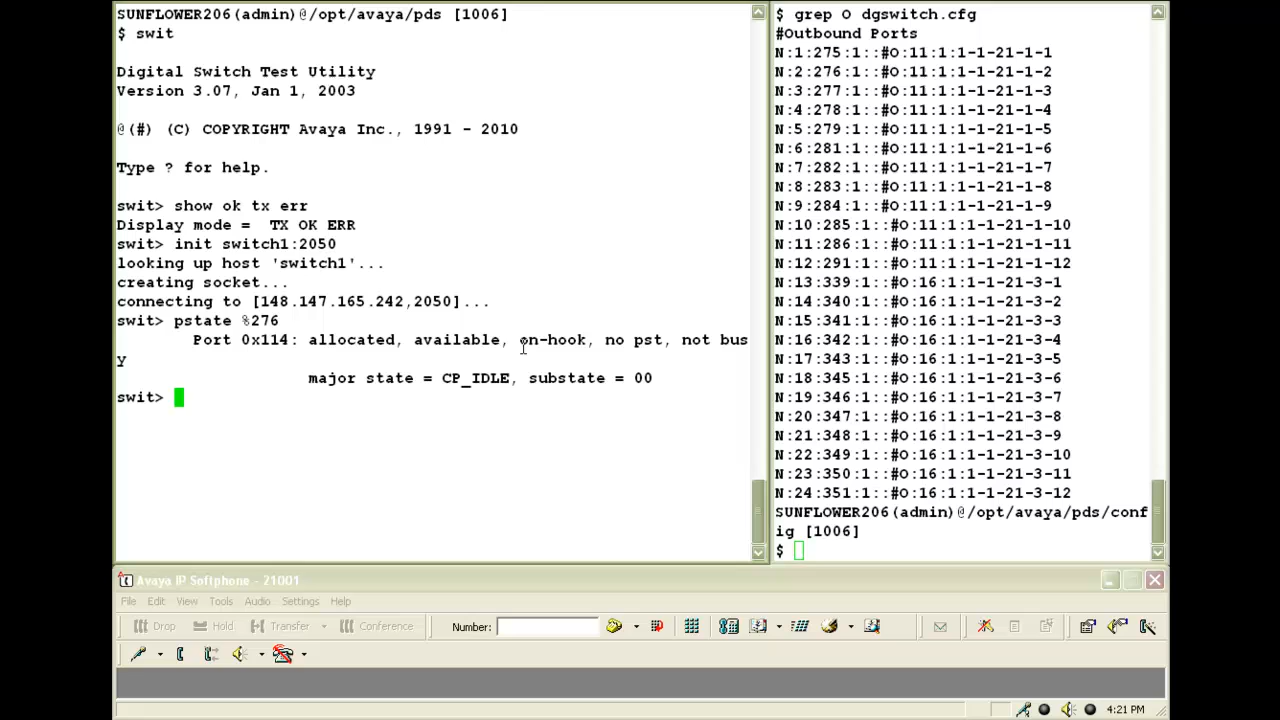 SUNFLOWER206(admin)@/opt/avaya/pds [1006]
$ swit
Digital Switch Test Utility
Version 3.07, Jan 1, 2003
@(#) (C) COPYRIGHT Avaya Inc., 1991 - 2010
Type ? for help.
swit> show ok tx err
Display mode =  TX OK ERR
swit> init switch1:2050
looking up host 'switch1'...
creating socket...
connecting to [148.147.165.242,2050]...
swit> pstate %276
Port 0x114: allocated, available, on-hook, no pst, not bus
y
major state = CP_IDLE, substate = 00
swit>
$ grep O dgswitch.cfg
#Outbound Ports
N:1:275:1::#O:11:1:1-1-21-1-1
N:2:276:1::#O:11:1:1-1-21-1-2
N:3:277:1::#O:11:1:1-1-21-1-3
N:4:278:1::#O:11:1:1-1-21-1-4
N:5:279:1::#O:11:1:1-1-21-1-5
N:6:281:1::#O:11:1:1-1-21-1-6
N:7:282:1::#O:11:1:1-1-21-1-7
N:8:283:1::#O:11:1:1-1-21-1-8
N:9:284:1::#O:11:1:1-1-21-1-9
N:10:285:1::#O:11:1:1-1-21-1-10
N:11:286:1::#O:11:1:1-1-21-1-11
N:12:291:1::#O:11:1:1-1-21-1-12
N:13:339:1::#O:16:1:1-1-21-3-1
N:14:340:1::#O:16:1:1-1-21-3-2
N:15:341:1::#O:16:1:1-1-21-3-3
N:16:342:1::#O:16:1:1-1-21-3-4
N:17:343:1::#O:16:1:1-1-21-3-5
N:18:345:1::#O:16:1:1-1-21-3-6
N:19:346:1::#O:16:1:1-1-21-3-7
N:20:347:1::#O:16:1:1-1-21-3-8
N:21:348:1::#O:16:1:1-1-21-3-9
N:22:349:1::#O:16:1:1-1-21-3-10
N:23:350:1::#O:16:1:1-1-21-3-11
N:24:351:1::#O:16:1:1-1-21-3-12
SUNFLOWER206(admin)@/opt/avaya/pds/conf
ig [1006]
$
Avaya IP Softphone - 21001
File Edit View Tools Audio Settings Help
Drop Hold Transfer Conference Number:
4:21 PM